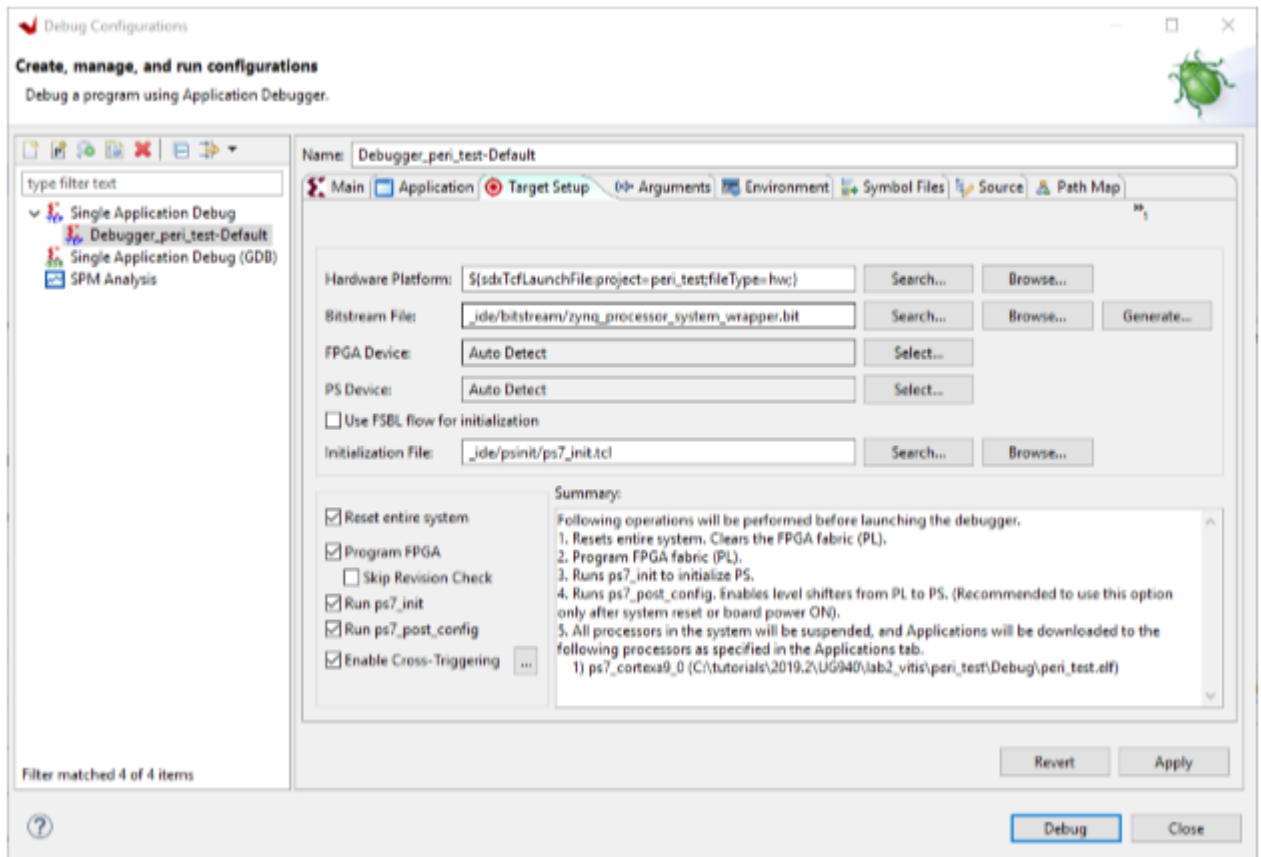 Debug Configurations
Create, manage, and run configurations
Debug a program using Application Debugger.
type filter text
Single Application Debug
Debugger_peri_test-Default
Single Application Debug (GDB)
SPM Analysis
Filter matched 4 of 4 items
Name: Debugger_peri_test-Default
Main Application Target Setup Arguments Environment Symbol Files Source Path Map
»1
Hardware Platform: ${sdxTcfLaunchFile:project=peri_test;fileType=hw;} Search... Browse...
Bitstream File: _ide/bitstream/zynq_processor_system_wrapper.bit Search... Browse... Generate...
FPGA Device: Auto Detect Select...
PS Device: Auto Detect Select...
Use FSBL flow for initialization
Initialization File: _ide/psinit/ps7_init.tcl Search... Browse...
Reset entire system
Program FPGA
Skip Revision Check
Run ps7_init
Run ps7_post_config
Enable Cross-Triggering ...
Summary:
Following operations will be performed before launching the debugger.
1. Resets entire system. Clears the FPGA fabric (PL).
2. Program FPGA fabric (PL).
3. Runs ps7_init to initialize PS.
4. Runs ps7_post_config. Enables level shifters from PL to PS. (Recommended to use this option
only after system reset or board power ON).
5. All processors in the system will be suspended, and Applications will be downloaded to the
following processors as specified in the Applications tab.
1) ps7_cortexa9_0 (C:\tutorials\2019.2\UG940\lab2_vitis\peri_test\Debug\peri_test.elf)
Revert Apply
? Debug Close